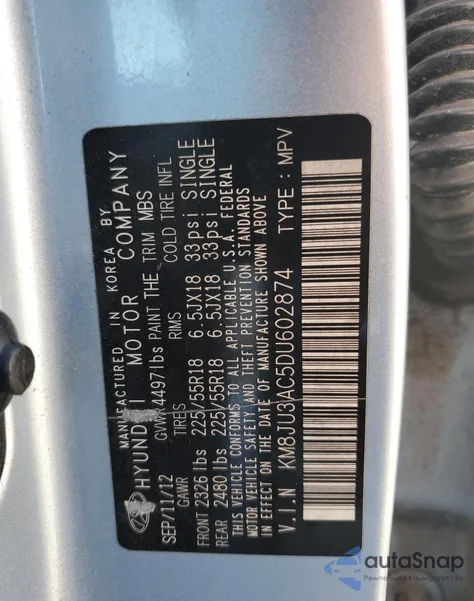 MANUFACTURED IN KOREA BY
HYUNDAI MOTOR COMPANY
SEP/11/12 GVWR 4497lbs PAINT THE. TRIM MBS
GAWR TIRES RIMS COLD TIRE INFL
FRONT 2326 lbs 225/55R18 6.5JX18 33psi SINGLE
REAR 2480 lbs 225/55R18 6.5JX18 33psi SINGLE
THIS VEHICLE CONFORMS TO ALL APPLICABLE U.S.A. FEDERAL
MOTOR VEHICLE SAFETY AND THEFT PREVENTION STANDARDS
IN EFFECT ON THE DATE OF MANUFACTURE SHOWN ABOVE
V.I.N KM8JU3AC5DU602874 TYPE : MPV
autoSnap